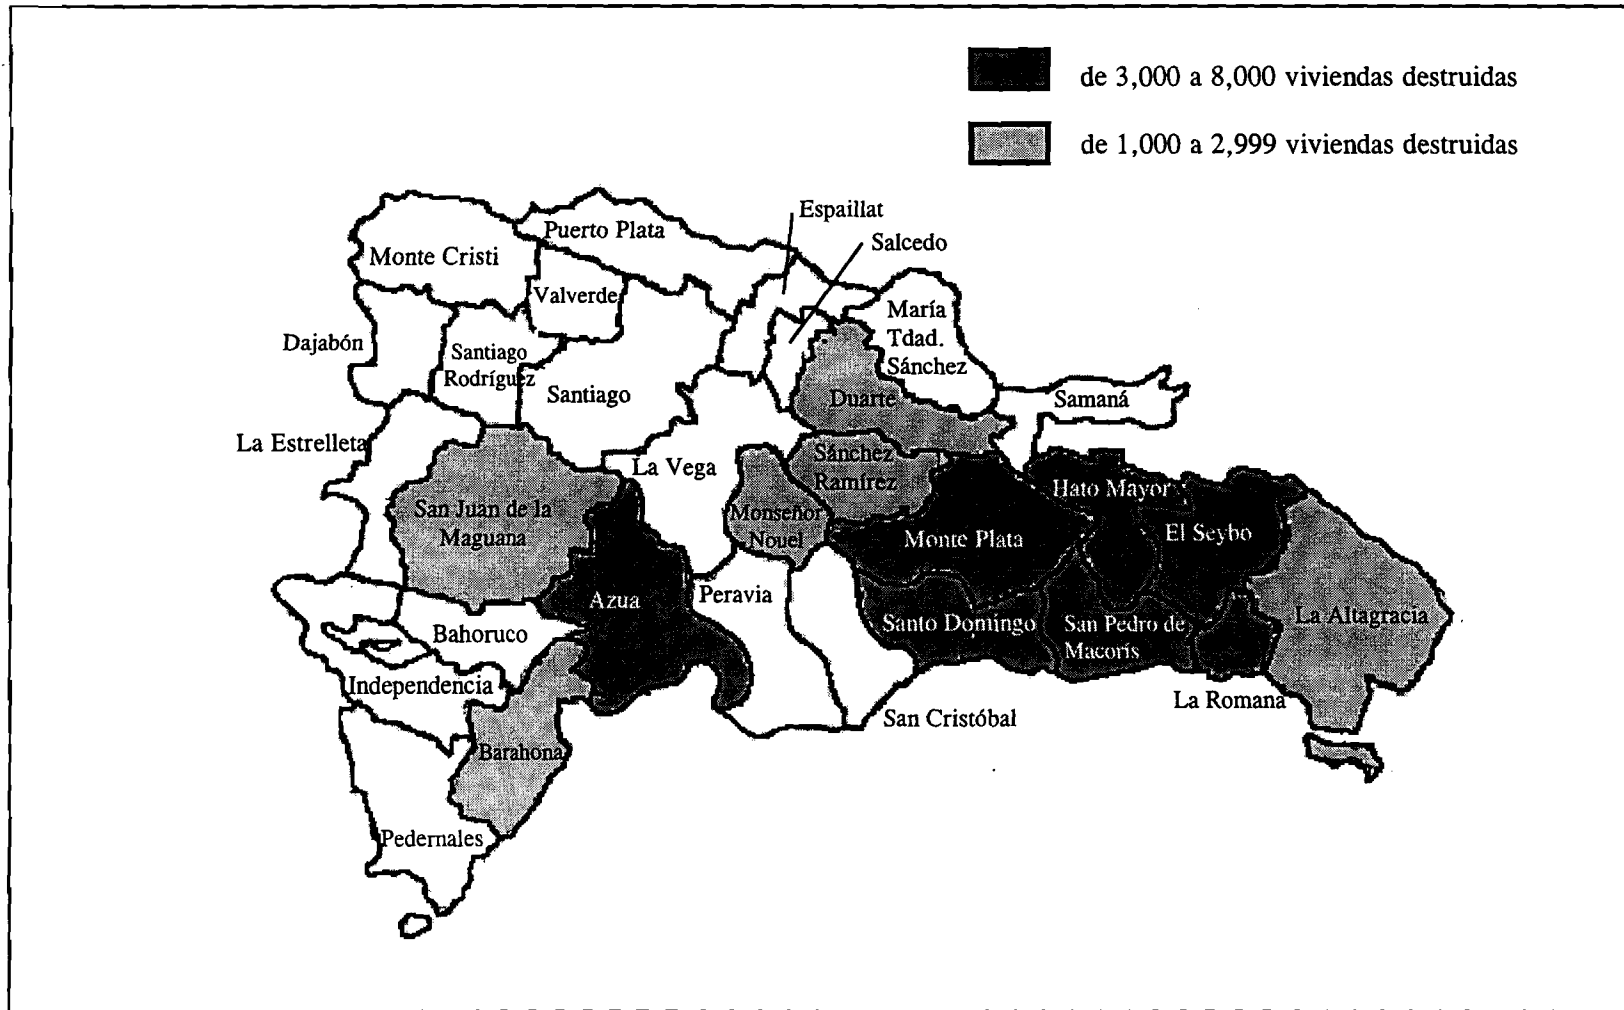 de 3,000 a 8,000 viviendas destruidas
de 1,000 a 2,999 viviendas destruidas
Espaillat
Puerto Plata
Salcedo
Monte Cristi
Valverde
María
Tdad.
Sánchez
Dajabón
Santiago
Rodríguez
Santiago
Duarte
Samaná
La Estrelleta
La Vega
Sánchez
Ramírez
Hato Mayor
San Juan de la
Maguana
Monseñor
Nouel
Monte Plata
El Seybo
Azua
Peravia
Bahoruco
Santo Domingo
San Pedro de
Macorís
La Altagracia
Independencia
La Romana
San Cristóbal
Barahona
Pedernales